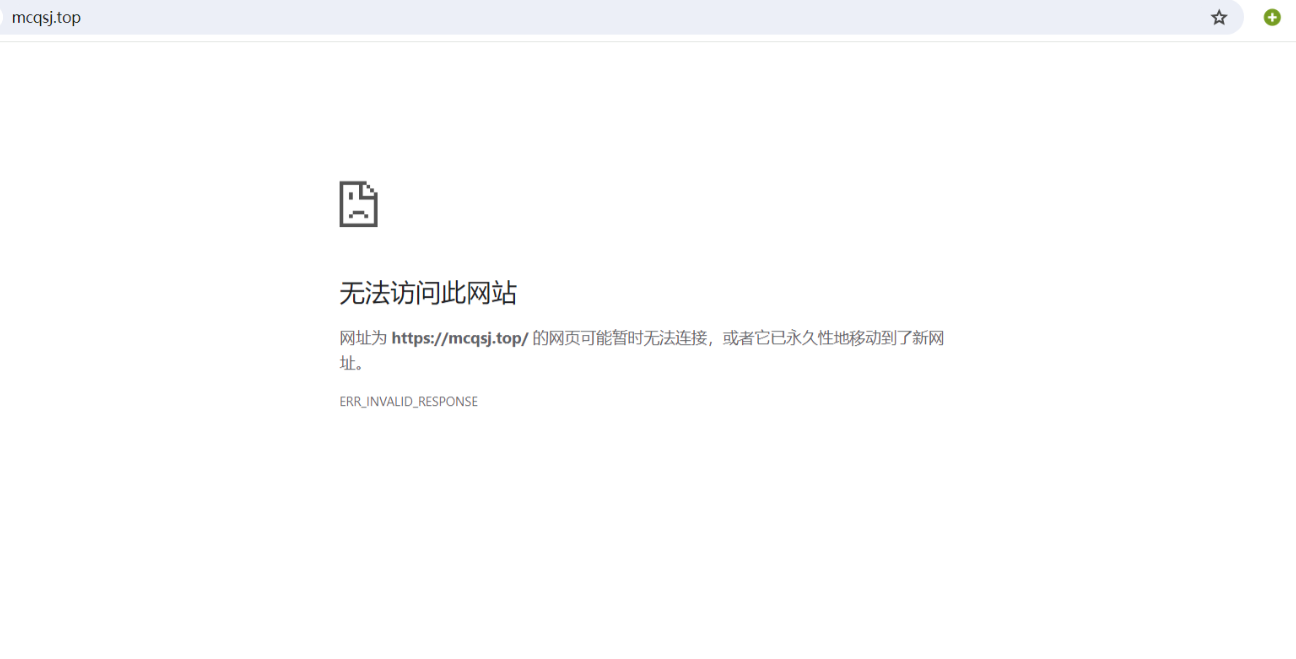 mcqsj.top
无法访问此网站
网址为 https://mcqsj.top/ 的网页可能暂时无法连接，或者它已永久性地移动到了新网
址。
ERR_INVALID_RESPONSE